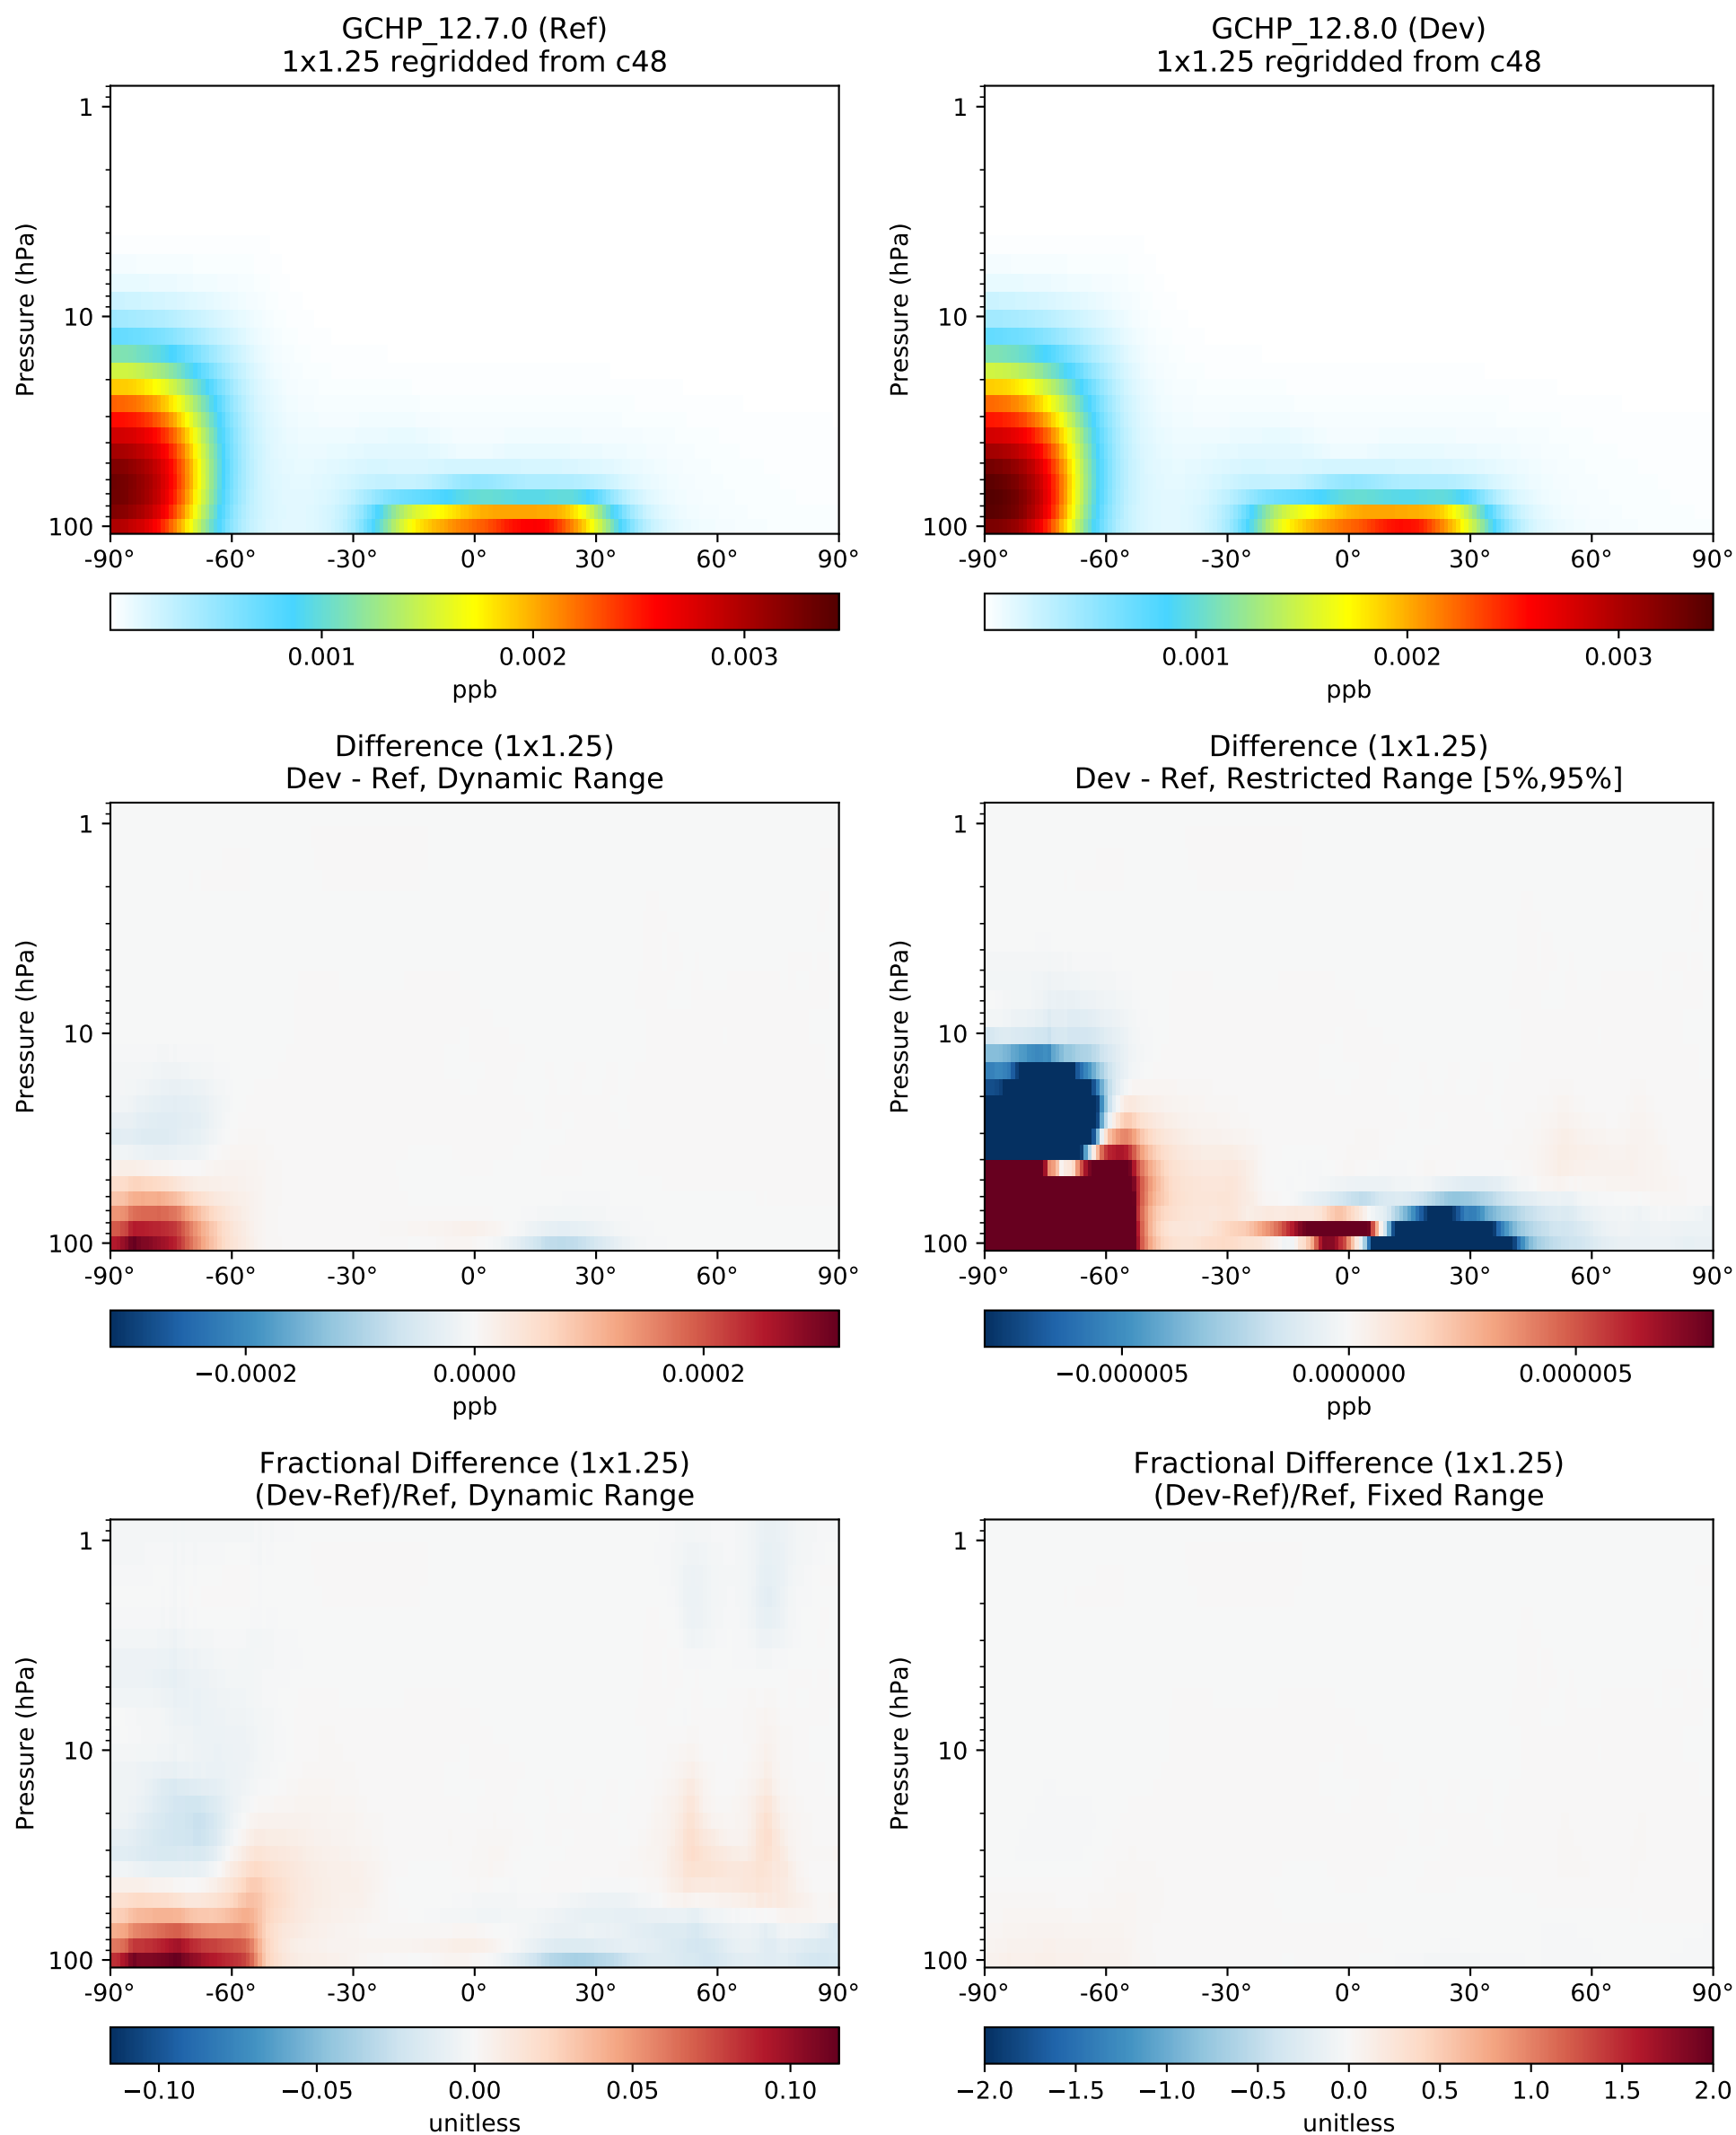 GCHP_12.7.0 (Ref)
1x1.25 regridded from c48
Pressure (hPa)
1
10
100
-90° -60° -30° 0° 30° 60° 90°
0.001 0.002 0.003
ppb
GCHP_12.8.0 (Dev)
1x1.25 regridded from c48
Pressure (hPa)
1
10
100
-90° -60° -30° 0° 30° 60° 90°
0.001 0.002 0.003
ppb
Difference (1x1.25)
Dev - Ref, Dynamic Range
Pressure (hPa)
1
10
100
-90° -60° -30° 0° 30° 60° 90°
−0.0002 0.0000 0.0002
ppb
Difference (1x1.25)
Dev - Ref, Restricted Range [5%,95%]
Pressure (hPa)
1
10
100
-90° -60° -30° 0° 30° 60° 90°
−0.000005 0.000000 0.000005
ppb
Fractional Difference (1x1.25)
(Dev-Ref)/Ref, Dynamic Range
Pressure (hPa)
1
10
100
-90° -60° -30° 0° 30° 60° 90°
−0.10 −0.05 0.00 0.05 0.10
unitless
Fractional Difference (1x1.25)
(Dev-Ref)/Ref, Fixed Range
Pressure (hPa)
1
10
100
-90° -60° -30° 0° 30° 60° 90°
−2.0 −1.5 −1.0 −0.5 0.0 0.5 1.0 1.5 2.0
unitless